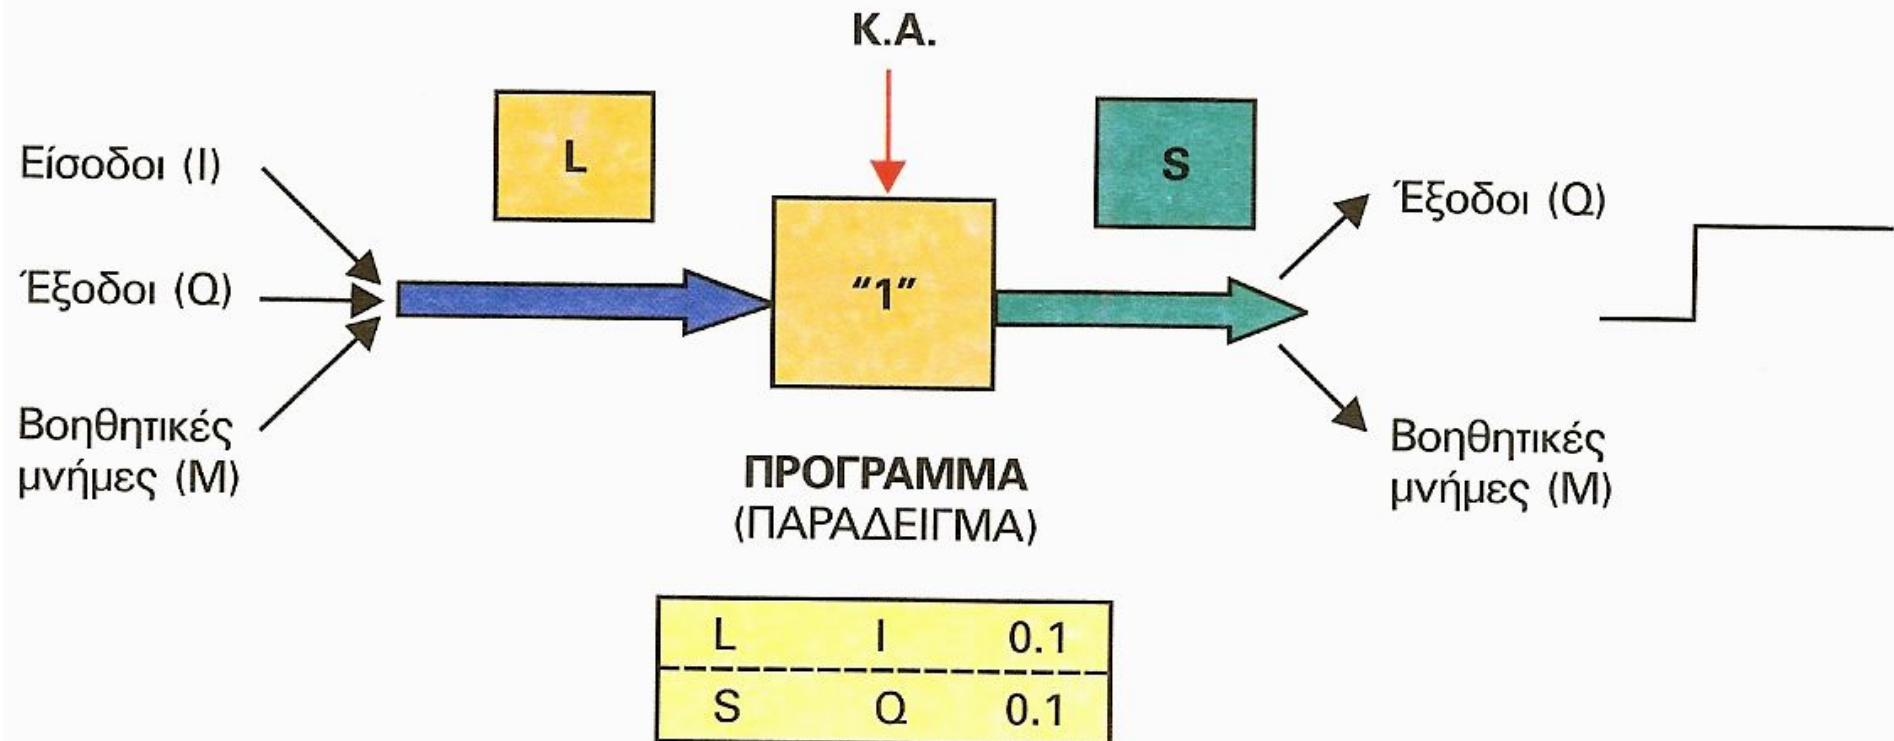 Κ.Α.
L
S
Είσοδοι (I)
Έξοδοι (Q)
Βοηθητικές
μνήμες (M)
“1”
Έξοδοι (Q)
Βοηθητικές
μνήμες (M)
ΠΡΟΓΡΑΜΜΑ
(ΠΑΡΑΔΕΙΓΜΑ)
L I 0.1
S Q 0.1